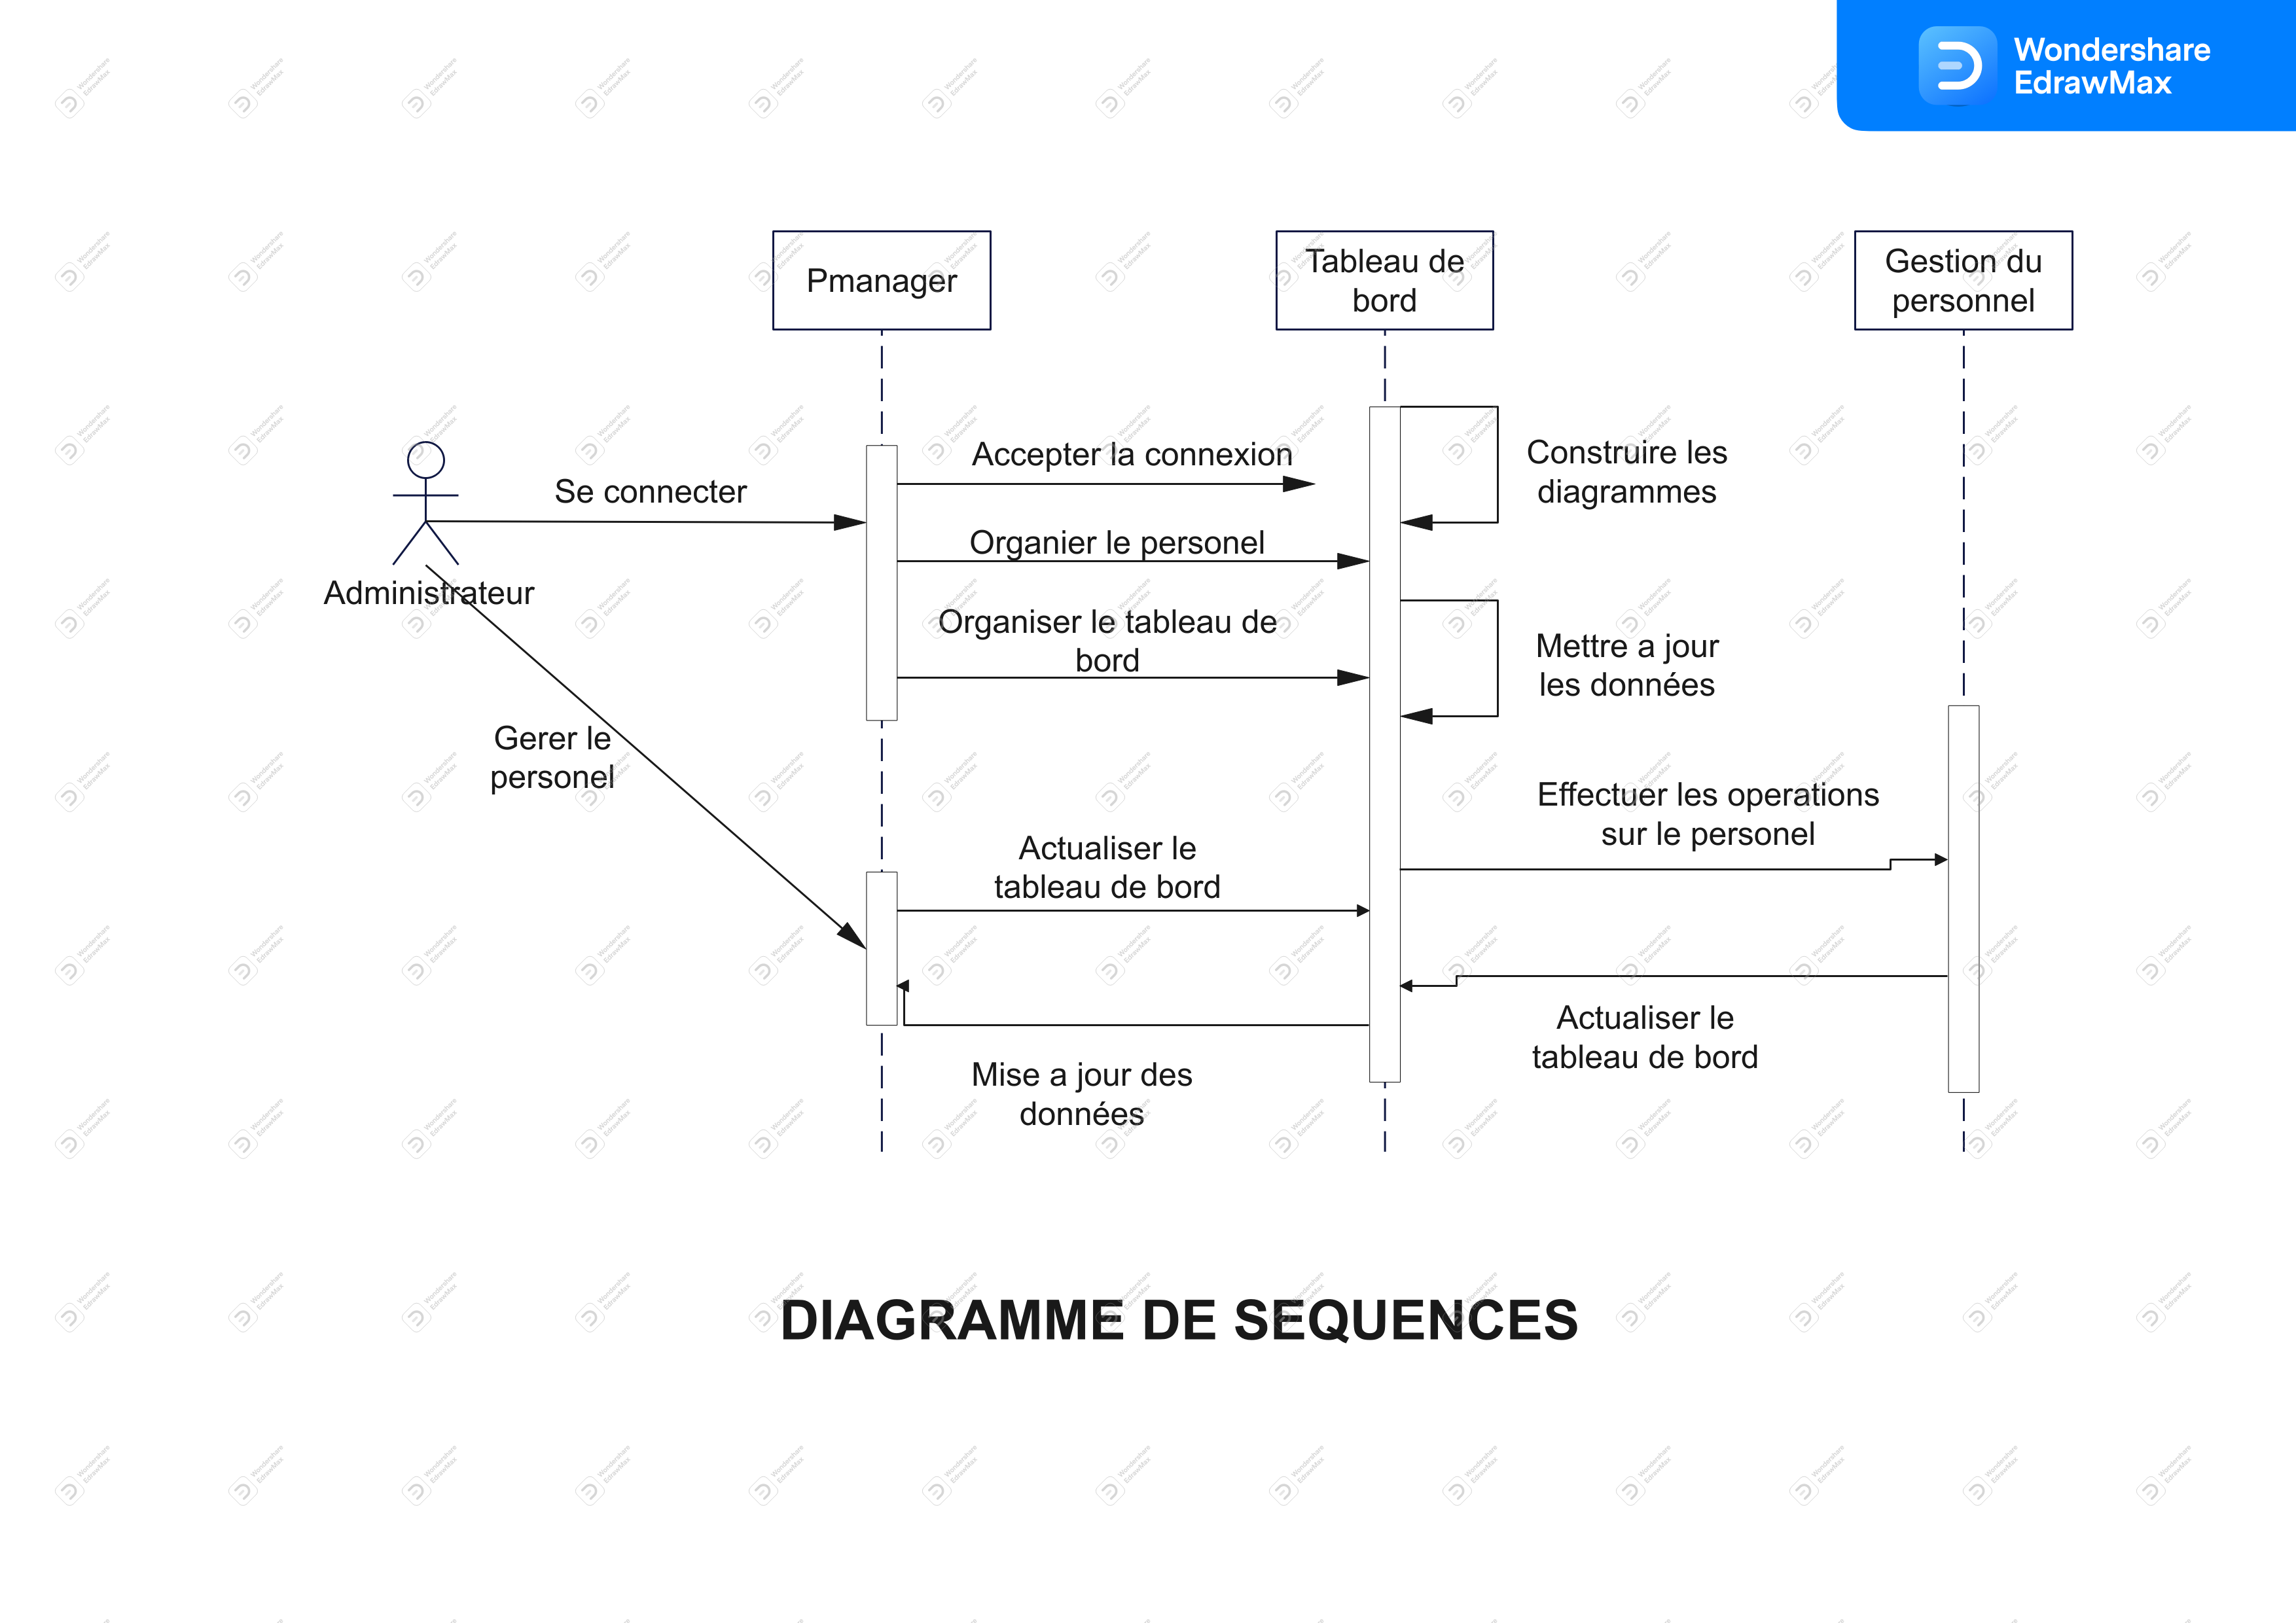 Wondershare
EdrawMax
Pmanager
Tableau de
bord
Gestion du
personnel
Accepter la connexion
Construire les
diagrammes
Se connecter
Organier le personel
Administrateur
Organiser le tableau de
bord
Mettre a jour
les données
Gerer le
personel
Effectuer les operations
sur le personel
Actualiser le
tableau de bord
Actualiser le
tableau de bord
Mise a jour des
données
DIAGRAMME DE SEQUENCES